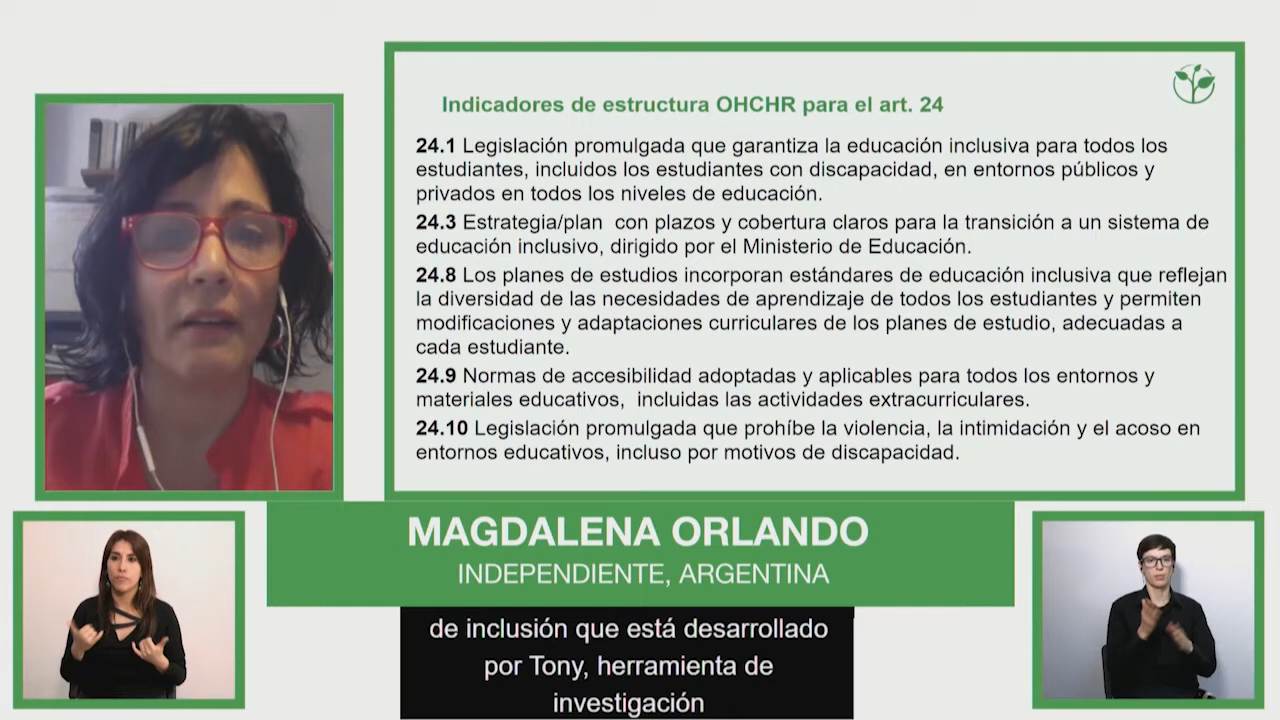 Indicadores de estructura OHCHR para el art. 24
24.1 Legislación promulgada que garantiza la educación inclusiva para todos los
estudiantes, incluidos los estudiantes con discapacidad, en entornos públicos y
privados en todos los niveles de educación.
24.3 Estrategia/plan con plazos y cobertura claros para la transición a un sistema de
educación inclusivo, dirigido por el Ministerio de Educación.
24.8 Los planes de estudios incorporan estándares de educación inclusiva que reflejan
la diversidad de las necesidades de aprendizaje de todos los estudiantes y permiten
modificaciones y adaptaciones curriculares de los planes de estudio, adecuadas a
cada estudiante.
24.9 Normas de accesibilidad adoptadas y aplicables para todos los entornos y
materiales educativos, incluidas las actividades extracurriculares.
24.10 Legislación promulgada que prohíbe la violencia, la intimidación y el acoso en
entornos educativos, incluso por motivos de discapacidad.
MAGDALENA ORLANDO
INDEPENDIENTE, ARGENTINA
de inclusión que está desarrollado
por Tony, herramienta de
investigación